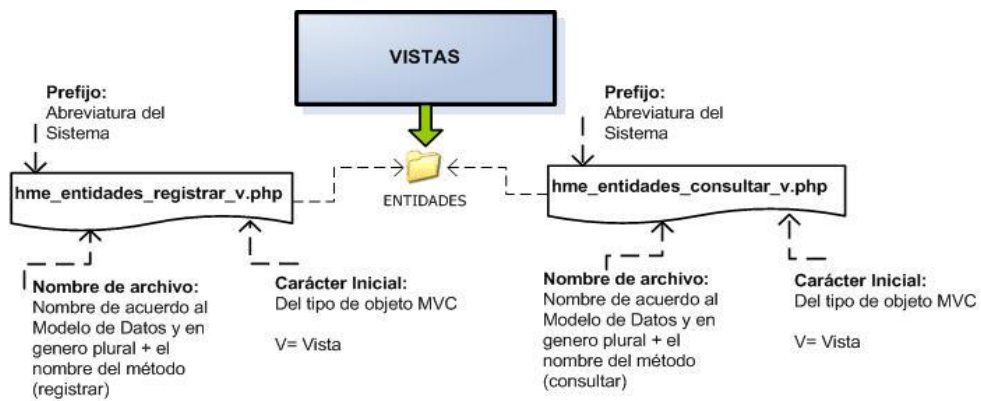 VISTAS
Prefijo:
Abreviatura del
Sistema
hme_entidades_registrar_v.php
Nombre de archivo:
Nombre de acuerdo al
Modelo de Datos y en
genero plural + el
nombre del método
(registrar)
Carácter Inicial:
Del tipo de objeto MVC
V= Vista
ENTIDADES
Prefijo:
Abreviatura del
Sistema
hme_entidades_consultar_v.php
Nombre de archivo:
Nombre de acuerdo al
Modelo de Datos y en
genero plural + el
nombre del método
(consultar)
Carácter Inicial:
Del tipo de objeto MVC
V= Vista